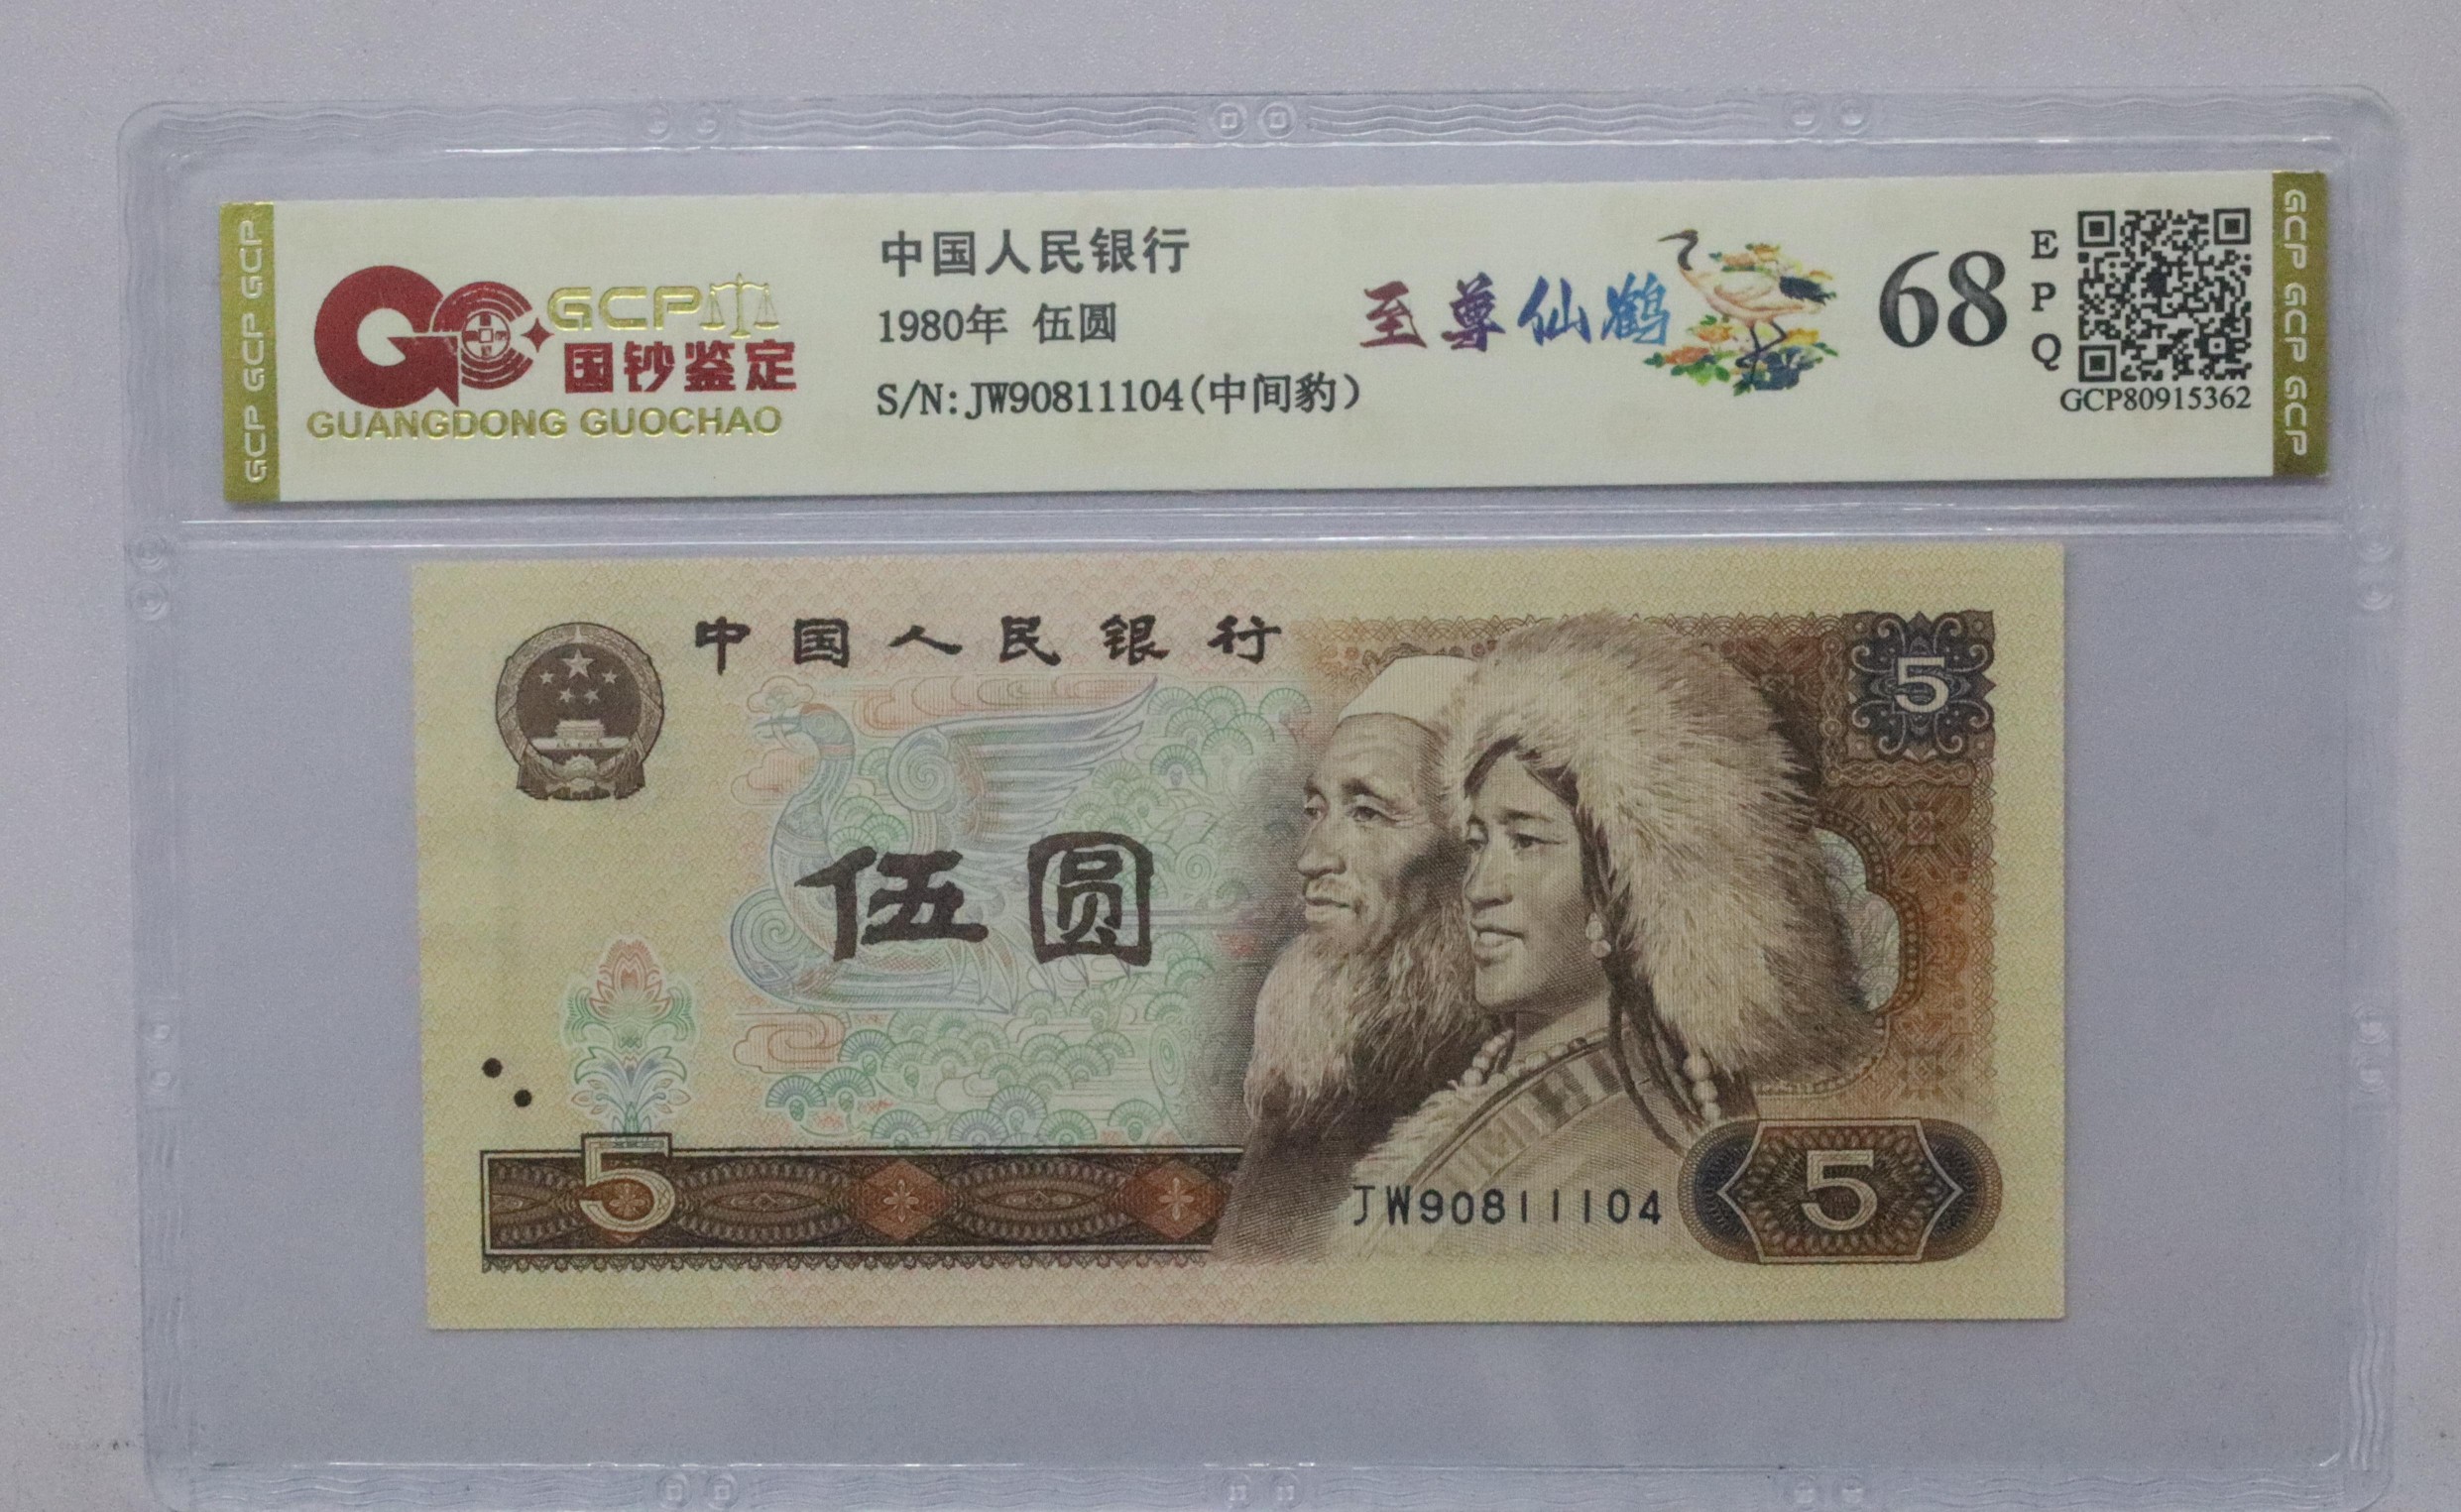 GCP GCP GCP
GCP
国钞鉴定
GUANGDONG GUOCHAO
中国人民银行
1980年 伍圆
S/N:JW90811104(中间豹)
至尊仙鹤
68
E
P
Q
GCP80915362
GCP GCP GCP
中国人民银行
5
伍圆
5
JW90811104
5